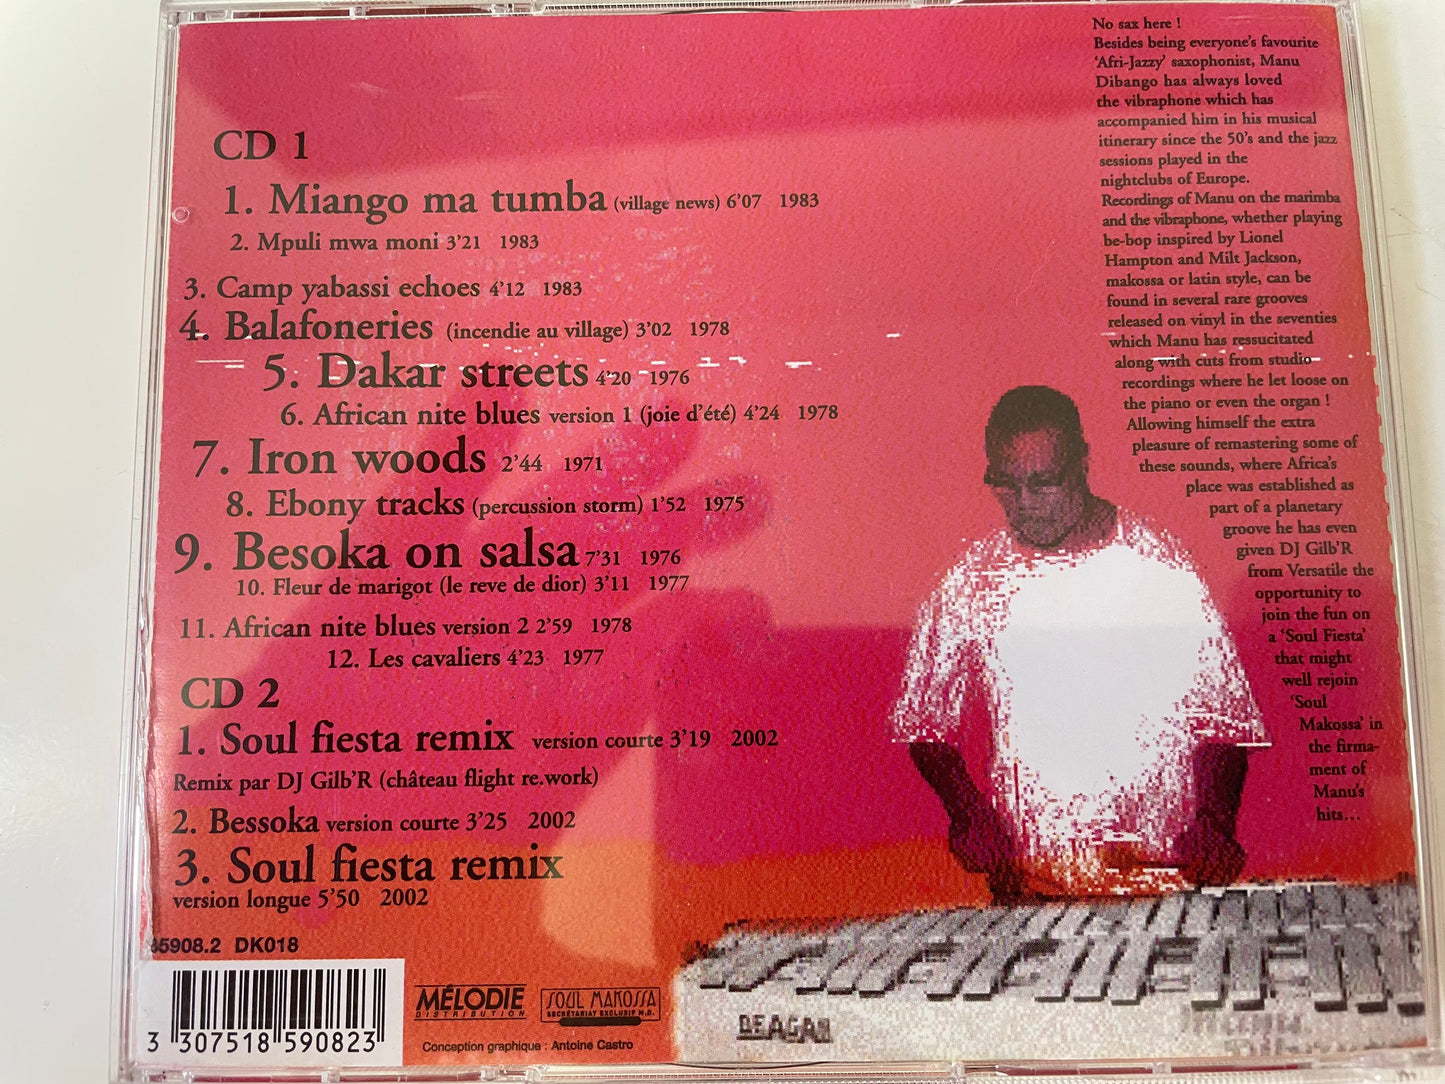 CD 1
1. Miango ma tumba (village news) 6'07 1983
2. Mpuli mwa moni 3'21 1983
3. Camp yabassi echoes 4'12 1983
4. Balafoneries (incendie au village) 3'02 1978
5. Dakar streets 4'20 1976
6. African nite blues version 1 (joie d'été) 4'24 1978
7. Iron woods 2'44 1971
8. Ebony tracks (percussion storm) 1'52 1975
9. Besoka on salsa 7'31 1976
10. Fleur de marigot (le reve de dior) 3'11 1977
11. African nite blues version 2 2'59 1978
12. Les cavaliers 4'23 1977
CD 2
1. Soul fiesta remix version courte 3'19 2002
Remix par DJ Gilb'R (château flight re.work)
2. Bessoka version courte 3'25 2002
3. Soul fiesta remix
version longue 5'50 2002
5908.2 DK018
3 307518 590823
MÉLODIE
DISTRIBUTION
SOUL MAKOSSA
SECRÉTARIAT EXCLUSIF M.D.
Conception graphique : Antoine Castro
No sax here !
Besides being everyone's favourite
'Afri-Jazzy' saxophonist, Manu
Dibango has always loved
the vibraphone which has
accompanied him in his musical
itinerary since the 50's and the jazz
sessions played in the
nightclubs of Europe.
Recordings of Manu on the marimba
and the vibraphone, whether playing
be-bop inspired by Lionel
Hampton and Milt Jackson,
makossa or latin style, can be
found in several rare grooves
released on vinyl in the seventies
which Manu has ressucitated
along with cuts from studio
recordings where he let loose on
the piano or even the organ !
Allowing himself the extra
pleasure of remastering some of
these sounds, where Africa's
place was established as
part of a planetary
groove he has even
given DJ Gilb'R
from Versatile the
opportunity to
join the fun on
a 'Soul Fiesta'
that might
well rejoin
'Soul
Makossa' in
the firma-
ment of
Manu's
hits...
DEAGAN